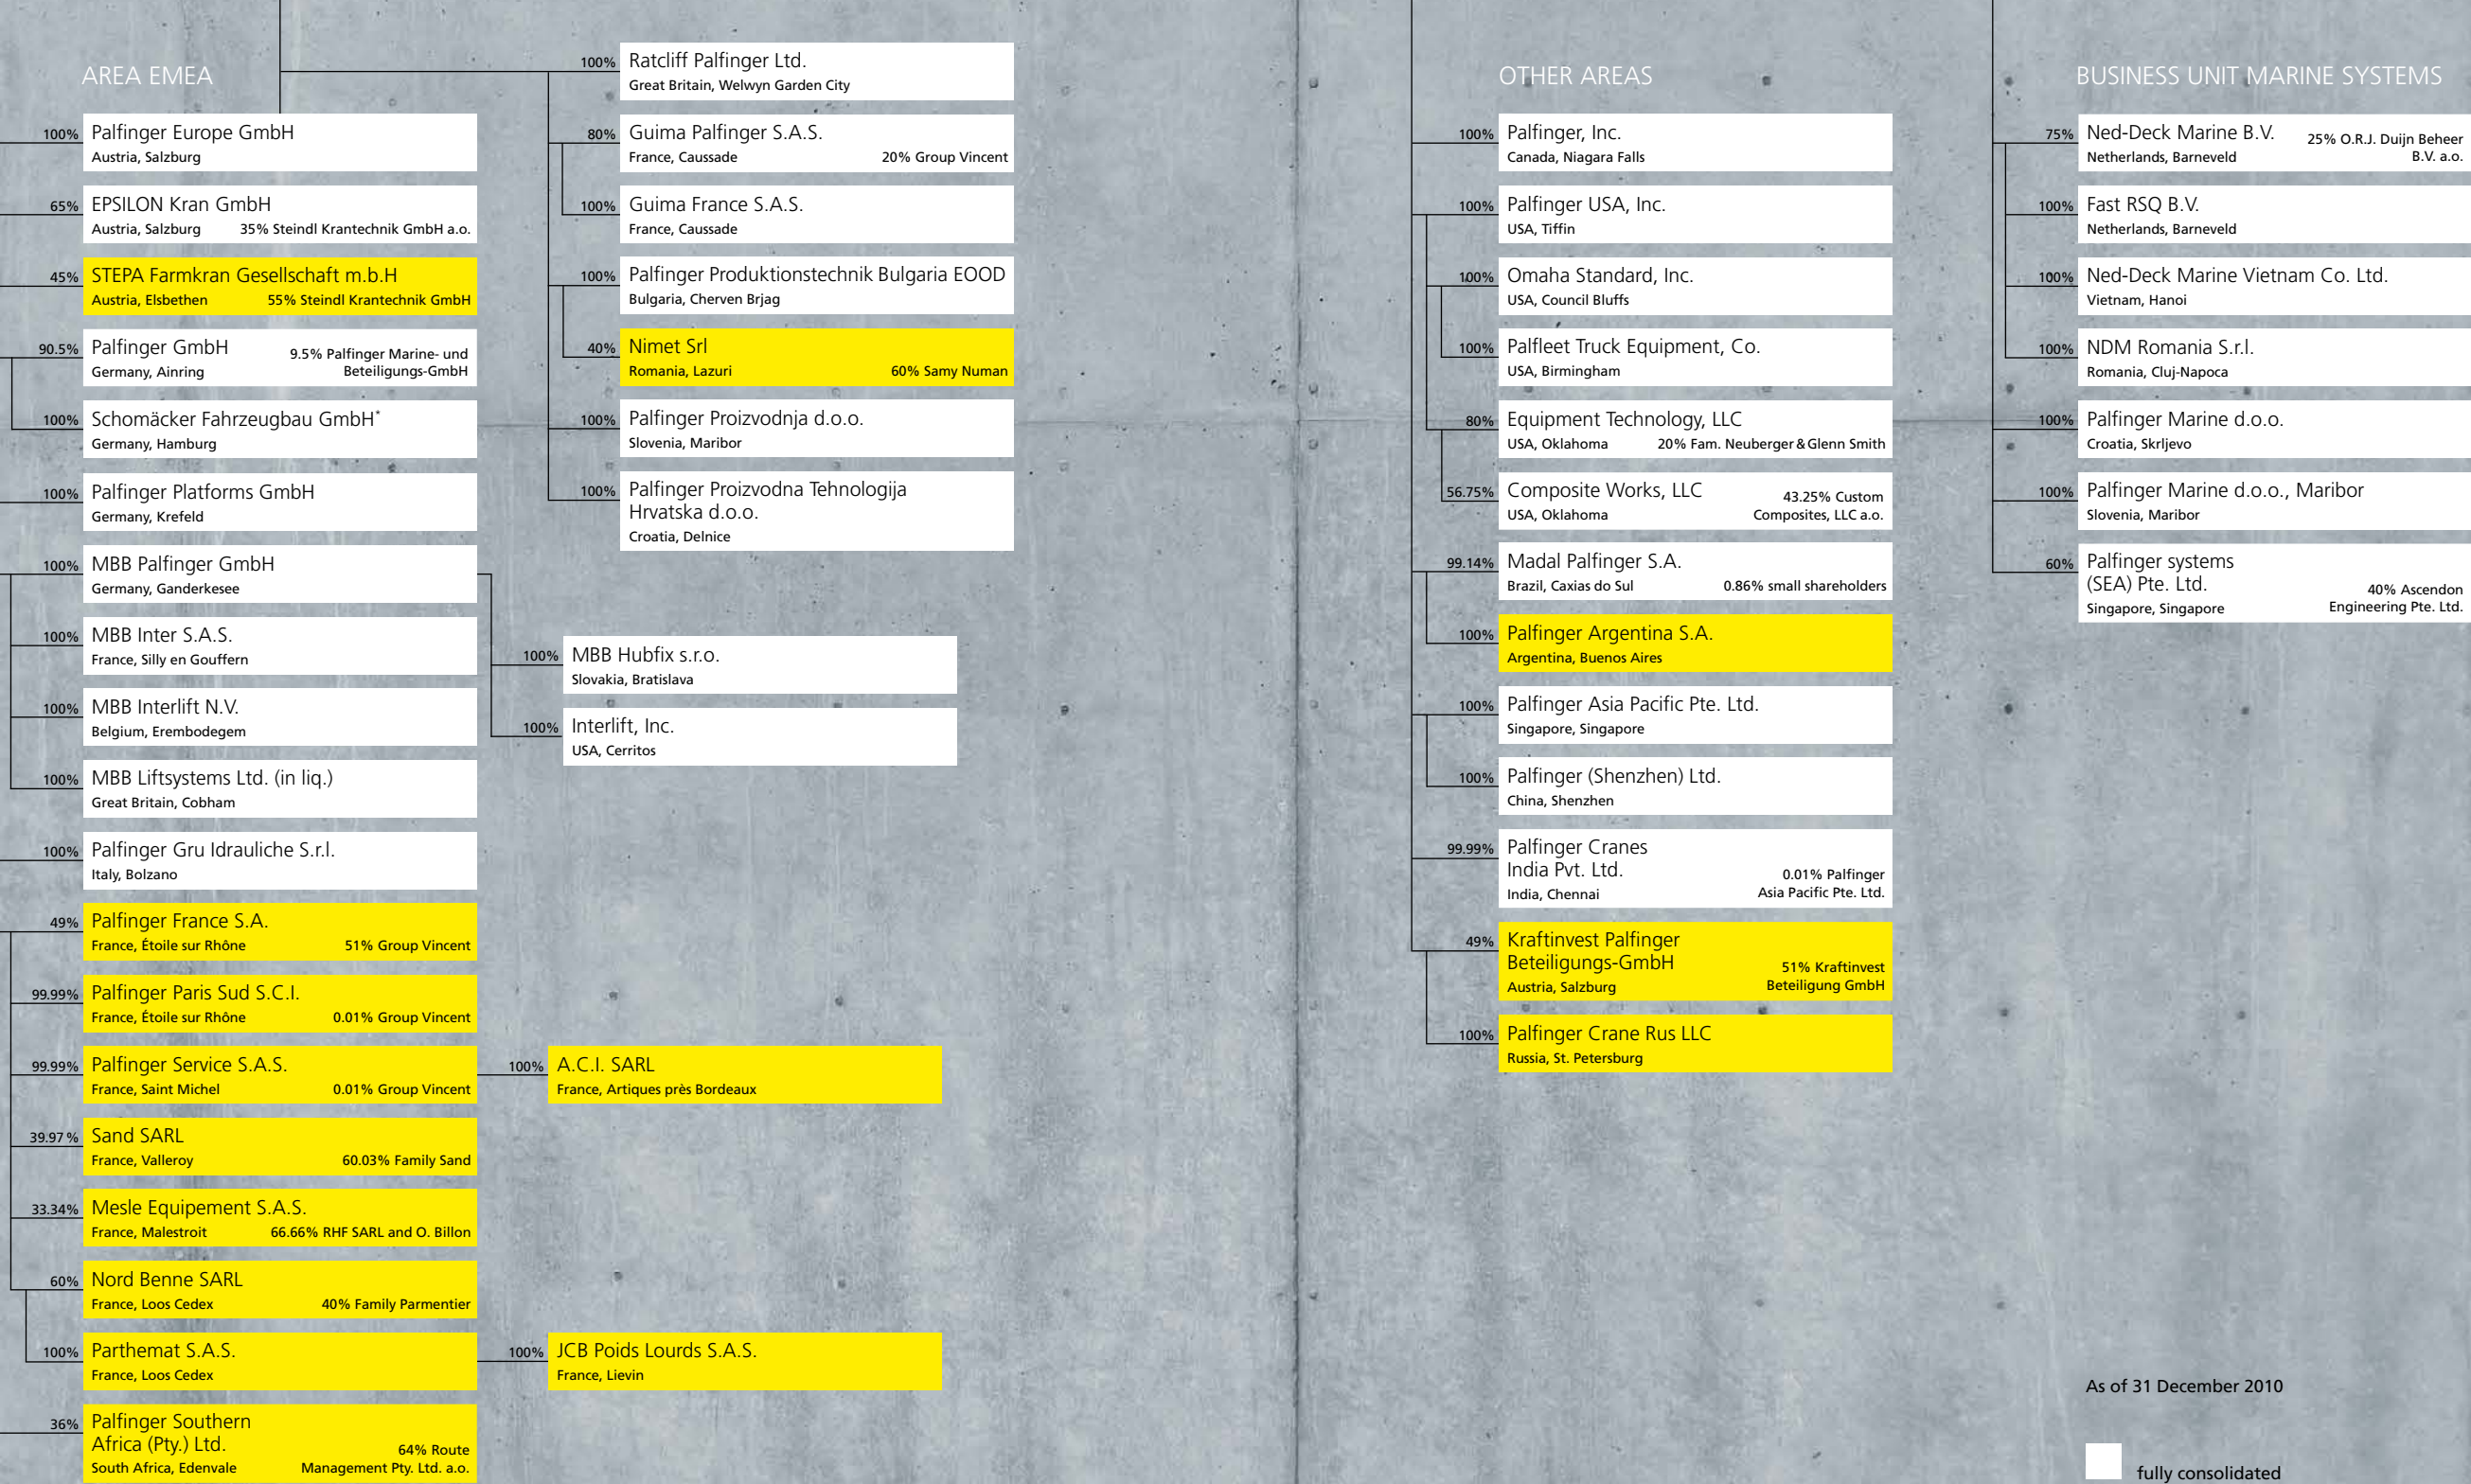 AREA EMEA
100% Palfinger Europe GmbH
Austria, Salzburg
65% EPSILON Kran GmbH
Austria, Salzburg 35% Steindl Krantechnik GmbH a.o.
45% STEPA Farmkran Gesellschaft m.b.H
Austria, Elsbethen 55% Steindl Krantechnik GmbH
90.5% Palfinger GmbH 9.5% Palfinger Marine- und
Germany, Ainring Beteiligungs-GmbH
100% Schomäcker Fahrzeugbau GmbH*
Germany, Hamburg
100% Palfinger Platforms GmbH
Germany, Krefeld
100% MBB Palfinger GmbH
Germany, Ganderkesee
100% MBB Inter S.A.S.
France, Silly en Gouffern
100% MBB Interlift N.V.
Belgium, Erembodegem
100% MBB Liftsystems Ltd. (in liq.)
Great Britain, Cobham
100% Palfinger Gru Idrauliche S.r.l.
Italy, Bolzano
49% Palfinger France S.A.
France, Étoile sur Rhône 51% Group Vincent
99.99% Palfinger Paris Sud S.C.I.
France, Étoile sur Rhône 0.01% Group Vincent
99.99% Palfinger Service S.A.S.
France, Saint Michel 0.01% Group Vincent
39.97 % Sand SARL
France, Valleroy 60.03% Family Sand
33.34% Mesle Equipement S.A.S.
France, Malestroit 66.66% RHF SARL and O. Billon
60% Nord Benne SARL
France, Loos Cedex 40% Family Parmentier
100% Parthemat S.A.S.
France, Loos Cedex
36% Palfinger Southern
Africa (Pty.) Ltd. 64% Route
South Africa, Edenvale Management Pty. Ltd. a.o.
100% Ratcliff Palfinger Ltd.
Great Britain, Welwyn Garden City
80% Guima Palfinger S.A.S.
France, Caussade 20% Group Vincent
100% Guima France S.A.S.
France, Caussade
100% Palfinger Produktionstechnik Bulgaria EOOD
Bulgaria, Cherven Brjag
40% Nimet Srl
Romania, Lazuri 60% Samy Numan
100% Palfinger Proizvodnja d.o.o.
Slovenia, Maribor
100% Palfinger Proizvodna Tehnologija
Hrvatska d.o.o.
Croatia, Delnice
100% MBB Hubfix s.r.o.
Slovakia, Bratislava
100% Interlift, Inc.
USA, Cerritos
100% A.C.I. SARL
France, Artiques près Bordeaux
100% JCB Poids Lourds S.A.S.
France, Lievin
OTHER AREAS
100% Palfinger, Inc.
Canada, Niagara Falls
100% Palfinger USA, Inc.
USA, Tiffin
100% Omaha Standard, Inc.
USA, Council Bluffs
100% Palfleet Truck Equipment, Co.
USA, Birmingham
80% Equipment Technology, LLC
USA, Oklahoma 20% Fam. Neuberger & Glenn Smith
56.75% Composite Works, LLC 43.25% Custom
USA, Oklahoma Composites, LLC a.o.
99.14% Madal Palfinger S.A.
Brazil, Caxias do Sul 0.86% small shareholders
100% Palfinger Argentina S.A.
Argentina, Buenos Aires
100% Palfinger Asia Pacific Pte. Ltd.
Singapore, Singapore
100% Palfinger (Shenzhen) Ltd.
China, Shenzhen
99.99% Palfinger Cranes
India Pvt. Ltd. 0.01% Palfinger
India, Chennai Asia Pacific Pte. Ltd.
49% Kraftinvest Palfinger
Beteiligungs-GmbH 51% Kraftinvest
Austria, Salzburg Beteiligung GmbH
100% Palfinger Crane Rus LLC
Russia, St. Petersburg
BUSINESS UNIT MARINE SYSTEMS
75% Ned-Deck Marine B.V. 25% O.R.J. Duijn Beheer
Netherlands, Barneveld B.V. a.o.
100% Fast RSQ B.V.
Netherlands, Barneveld
100% Ned-Deck Marine Vietnam Co. Ltd.
Vietnam, Hanoi
100% NDM Romania S.r.l.
Romania, Cluj-Napoca
100% Palfinger Marine d.o.o.
Croatia, Skrljevo
100% Palfinger Marine d.o.o., Maribor
Slovenia, Maribor
60% Palfinger systems
(SEA) Pte. Ltd. 40% Ascendon
Singapore, Singapore Engineering Pte. Ltd.
As of 31 December 2010
fully consolidated